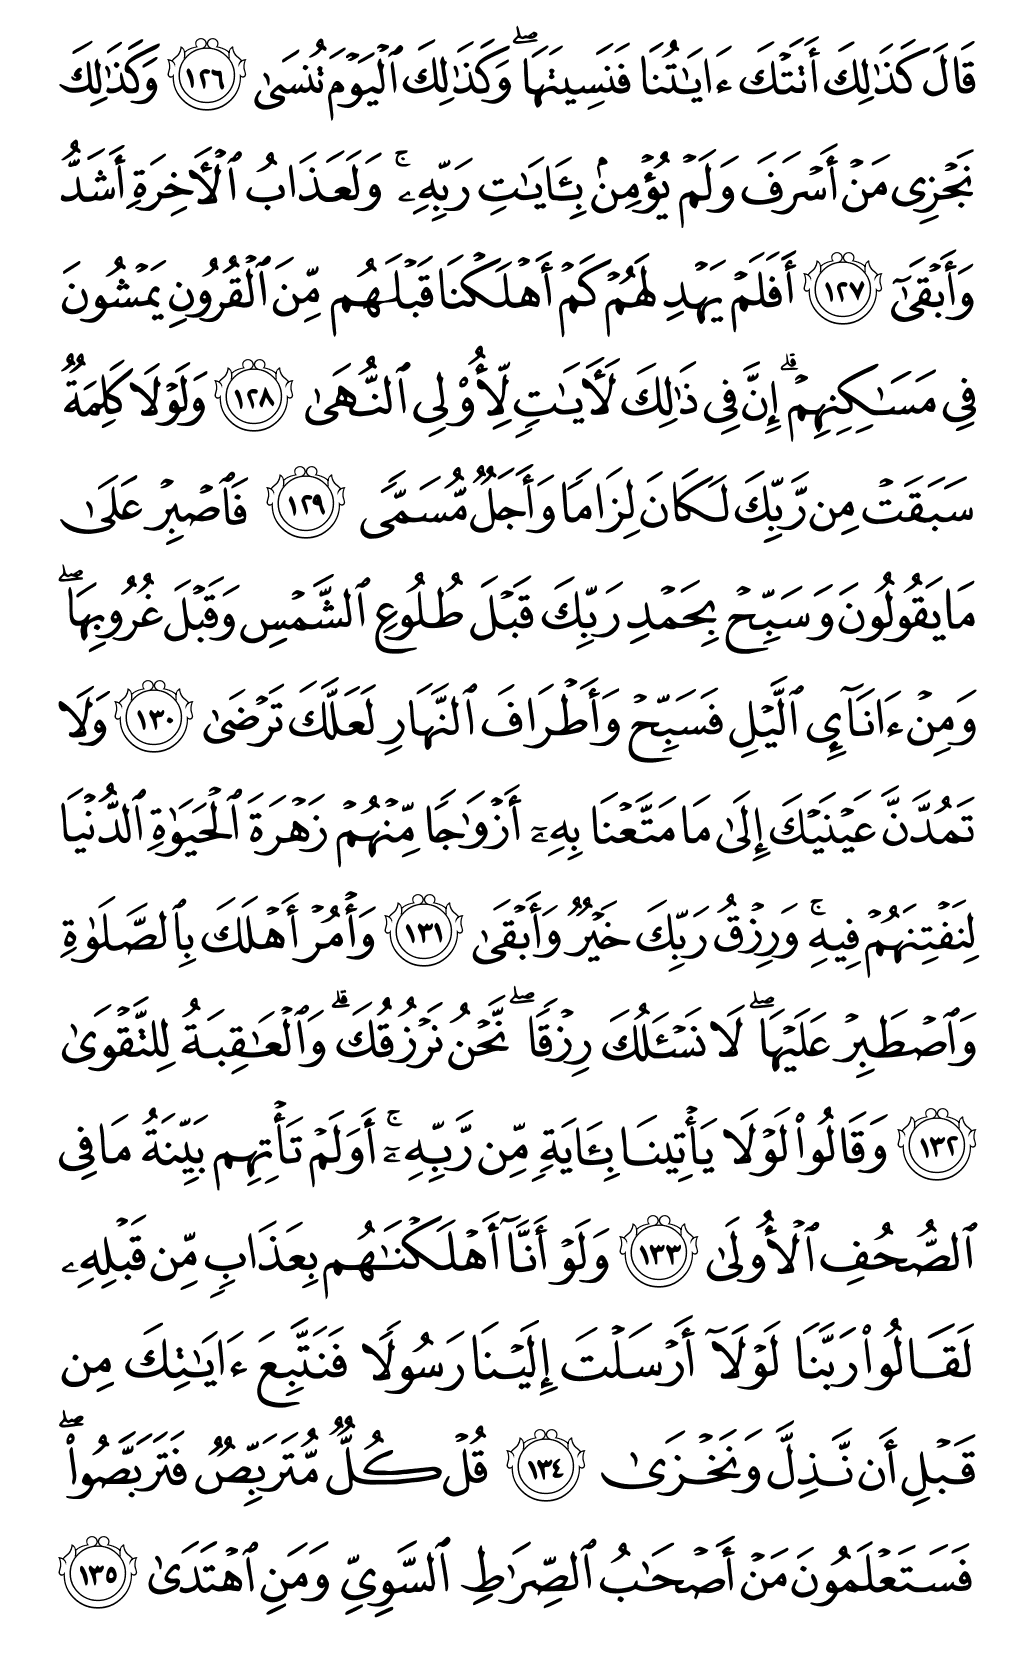 قَالَ كَذَٰلِكَ أَتَتْكَ ءَايَٰتُنَا فَنَسِيتَهَا ۖ وَكَذَٰلِكَ ٱلْيَوْمَ تُنسَىٰ ١٢٦ وَكَذَٰلِكَ
نَجْزِى مَنْ أَسْرَفَ وَلَمْ يُؤْمِنۢ بِـَٔايَٰتِ رَبِّهِۦ ۚ وَلَعَذَابُ ٱلْءَاخِرَةِ أَشَدُّ
وَأَبْقَىٰٓ ١٢٧ أَفَلَمْ يَهْدِ لَهُمْ كَمْ أَهْلَكْنَا قَبْلَهُم مِّنَ ٱلْقُرُونِ يَمْشُونَ
فِى مَسَٰكِنِهِمْ ۗ إِنَّ فِى ذَٰلِكَ لَءَايَٰتٍ لِّأُو۟لِى ٱلنُّهَىٰ ١٢٨ وَلَوْلَا كَلِمَةٌ
سَبَقَتْ مِن رَّبِّكَ لَكَانَ لِزَامًا وَأَجَلٌ مُّسَمًّى ١٢٩ فَٱصْبِرْ عَلَىٰ
مَا يَقُولُونَ وَسَبِّحْ بِحَمْدِ رَبِّكَ قَبْلَ طُلُوعِ ٱلشَّمْسِ وَقَبْلَ غُرُوبِهَا ۖ
وَمِنْ ءَانَآئِ ٱلَّيْلِ فَسَبِّحْ وَأَطْرَافَ ٱلنَّهَارِ لَعَلَّكَ تَرْضَىٰ ١٣٠ وَلَا
تَمُدَّنَّ عَيْنَيْكَ إِلَىٰ مَا مَتَّعْنَا بِهِۦٓ أَزْوَٰجًا مِّنْهُمْ زَهْرَةَ ٱلْحَيَوٰةِ ٱلدُّنْيَا
لِنَفْتِنَهُمْ فِيهِ ۚ وَرِزْقُ رَبِّكَ خَيْرٌ وَأَبْقَىٰ ١٣١ وَأْمُرْ أَهْلَكَ بِٱلصَّلَوٰةِ
وَٱصْطَبِرْ عَلَيْهَا ۖ لَا نَسْـَٔلُكَ رِزْقًا ۖ نَّحْنُ نَرْزُقُكَ ۗ وَٱلْعَٰقِبَةُ لِلتَّقْوَىٰ
١٣٢ وَقَالُوا۟ لَوْلَا يَأْتِينَا بِـَٔايَةٍ مِّن رَّبِّهِۦٓ ۚ أَوَلَمْ تَأْتِهِم بَيِّنَةُ مَا فِى
ٱلصُّحُفِ ٱلْأُولَىٰ ١٣٣ وَلَوْ أَنَّآ أَهْلَكْنَٰهُم بِعَذَابٍ مِّن قَبْلِهِۦ
لَقَالُوا۟ رَبَّنَا لَوْلَآ أَرْسَلْتَ إِلَيْنَا رَسُولًا فَنَتَّبِعَ ءَايَٰتِكَ مِن
قَبْلِ أَن نَّذِلَّ وَنَخْزَىٰ ١٣٤ قُلْ كُلٌّ مُّتَرَبِّصٌ فَتَرَبَّصُوا۟ ۖ
فَسَتَعْلَمُونَ مَنْ أَصْحَٰبُ ٱلصِّرَٰطِ ٱلسَّوِىِّ وَمَنِ ٱهْتَدَىٰ ١٣٥